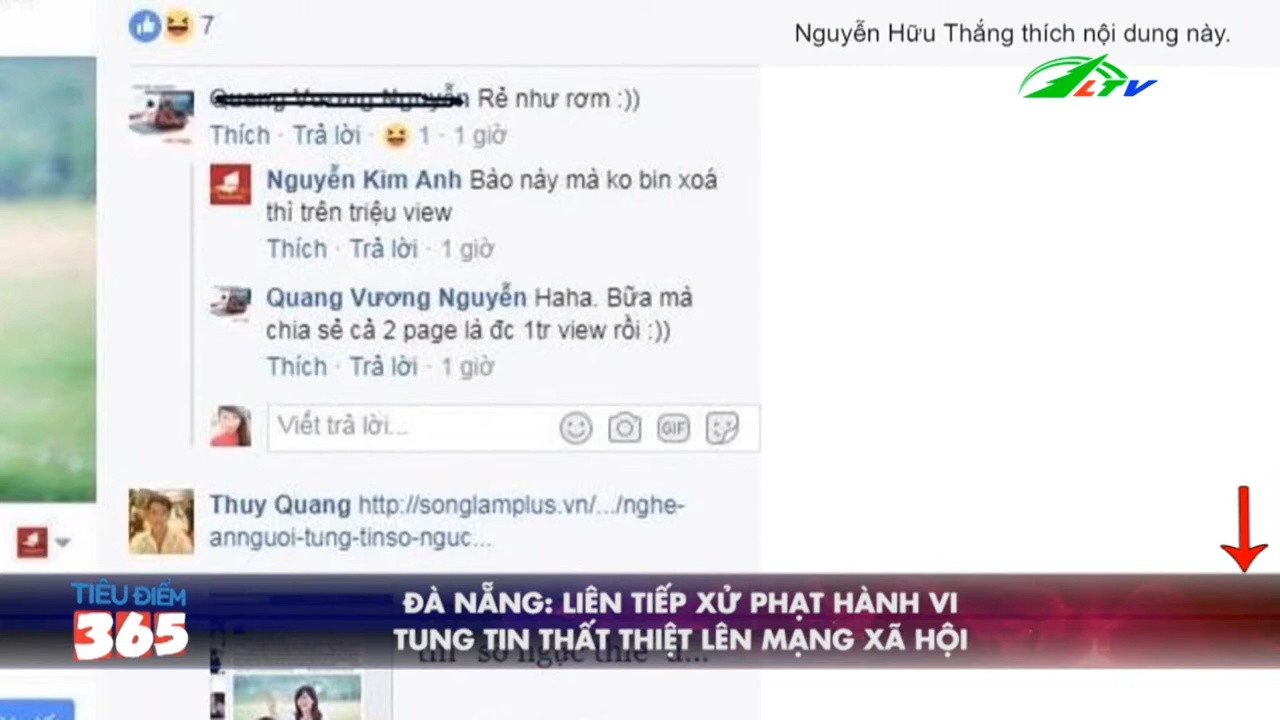 7
Nguyễn Hữu Thắng thích nội dung này.
LTV
Quang Vương Nguyễn Rẻ như rơm :))
Thích · Trả lời · 1 · 1 giờ
Nguyễn Kim Anh Bảo này mà ko bin xoá
thì trên triệu view
Thích · Trả lời · 1 giờ
Quang Vương Nguyễn Haha. Bữa mà
chia sẻ cả 2 page là đc 1tr view rồi :))
Thích · Trả lời · 1 giờ
Viết trả lời...
GIF
Thuy Quang http://songlamplus.vn/.../nghe-
annguoi-tung-tinso-nguc...
TIÊU ĐIỂM
365
ĐÀ NẴNG: LIÊN TIẾP XỬ PHẠT HÀNH VI
TUNG TIN THẤT THIỆT LÊN MẠNG XÃ HỘI